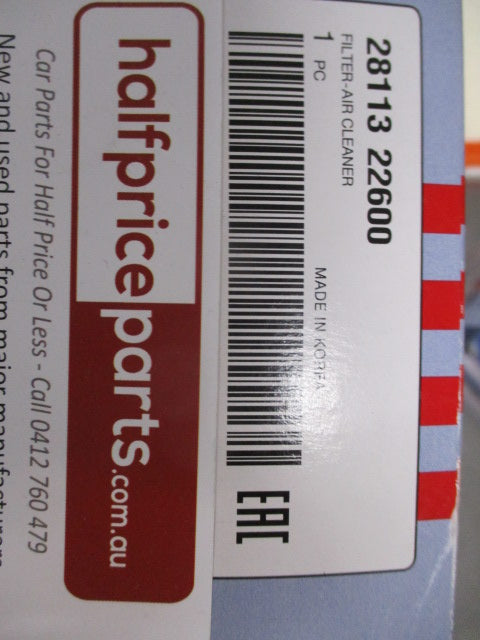 28113 22600
FILTER-AIR CLEANER
1 PC
MADE IN KOREA
EAC
halfpriceparts.com.au
Car Parts For Half Price Or Less - Call 0412 760 479
New and used parts from major manufacturers